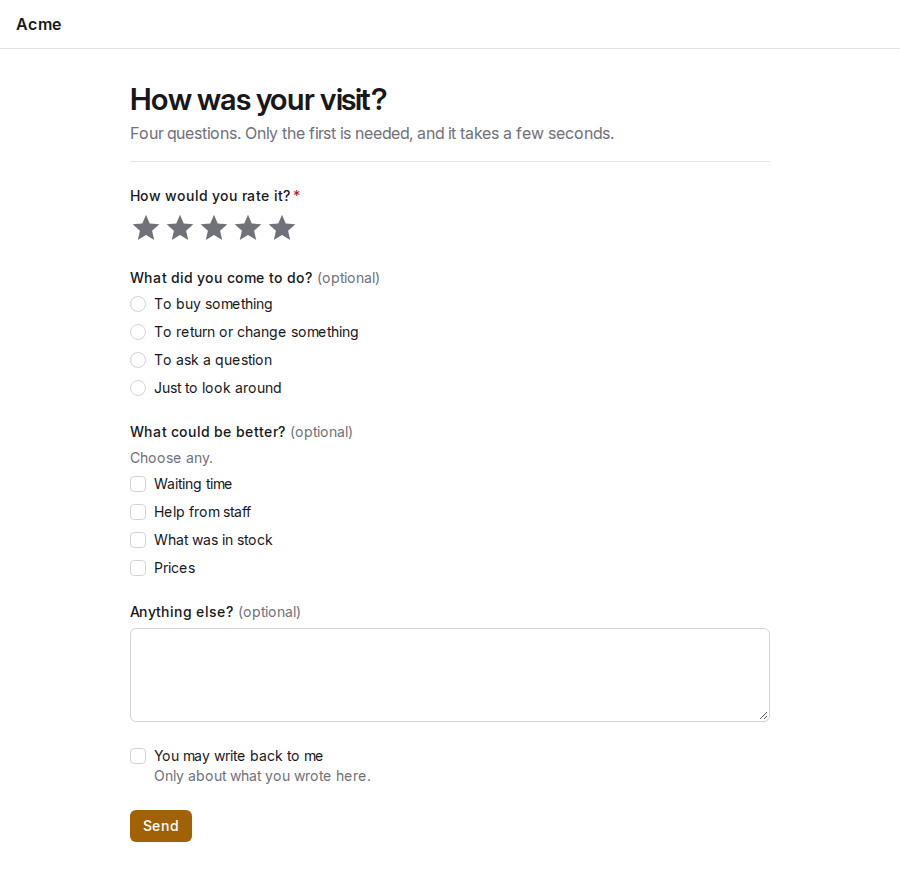 Acme
How was your visit?
Four questions. Only the first is needed, and it takes a few seconds.
How would you rate it? *
What did you come to do? (optional)
To buy something
To return or change something
To ask a question
Just to look around
What could be better? (optional)
Choose any.
Waiting time
Help from staff
What was in stock
Prices
Anything else? (optional)
You may write back to me
Only about what you wrote here.
Send